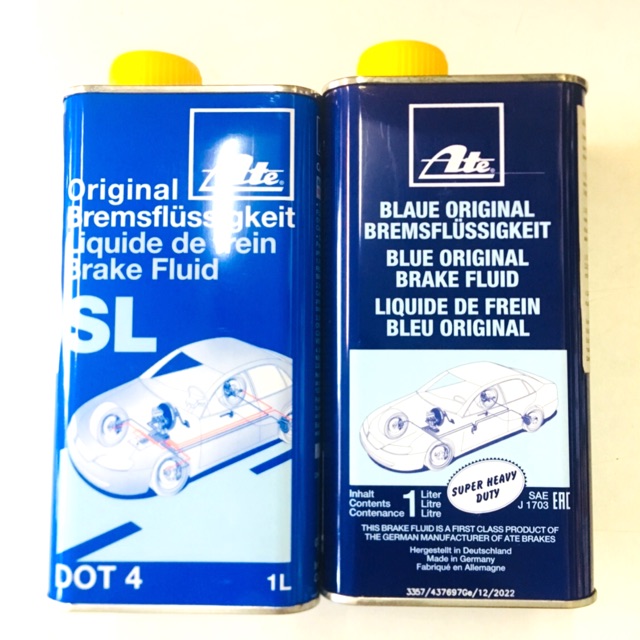 Ate
Original
Bremsflüssigkeit
Liquide de frein
Brake Fluid
SL
DOT 4
1L
Ate
BLAUE ORIGINAL
BREMSFLÜSSIGKEIT
BLUE ORIGINAL
BRAKE FLUID
LIQUIDE DE FREIN
BLEU ORIGINAL
Inhalt
Contents
Contenance
1
Liter
Litre
Litre
SUPER HEAVY
DUTY
SAE
J 1703
EAC
THIS BRAKE FLUID IS A FIRST CLASS PRODUCT OF
THE GERMAN MANUFACTURER OF ATE BRAKES
Hergestellt in Deutschland
Made in Germany
Fabriqué en Allemagne
3357/437697Ge/12/2022